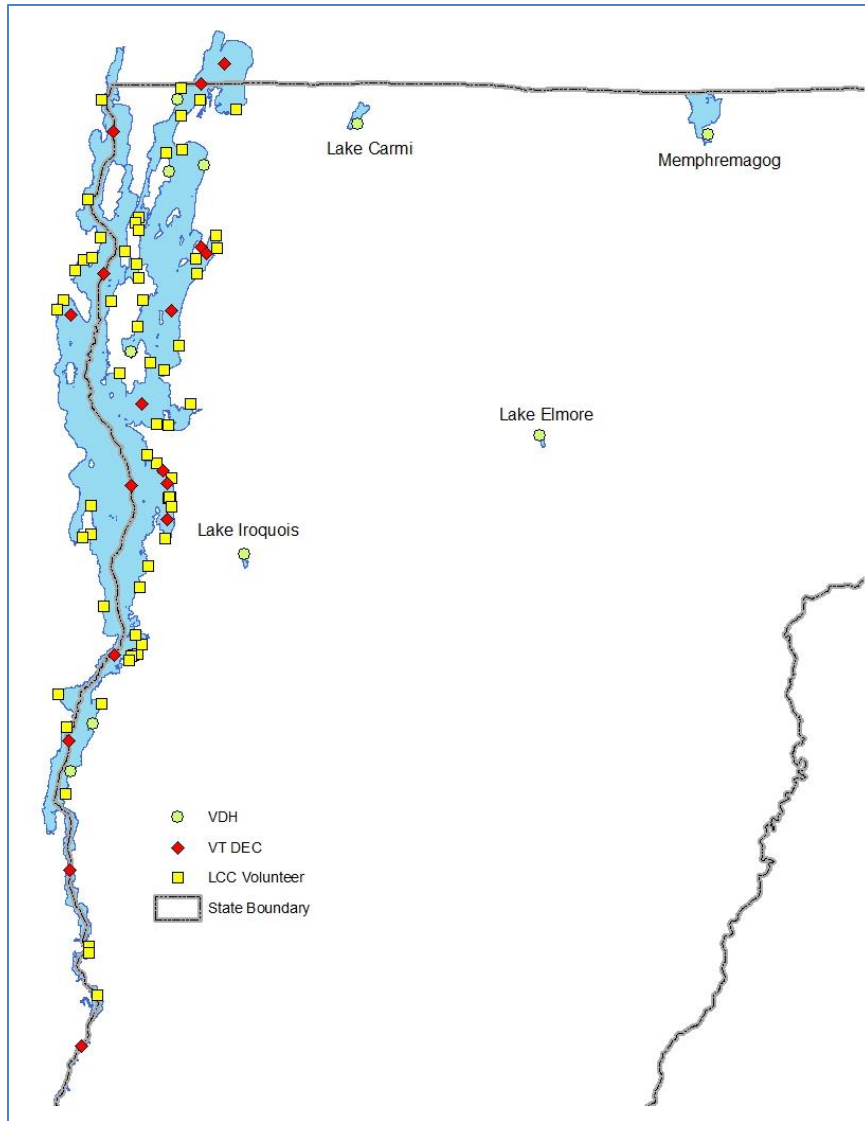 Lake Carmi
Memphremagog
Lake Elmore
Lake Iroquois
VDH
VT DEC
LCC Volunteer
State Boundary